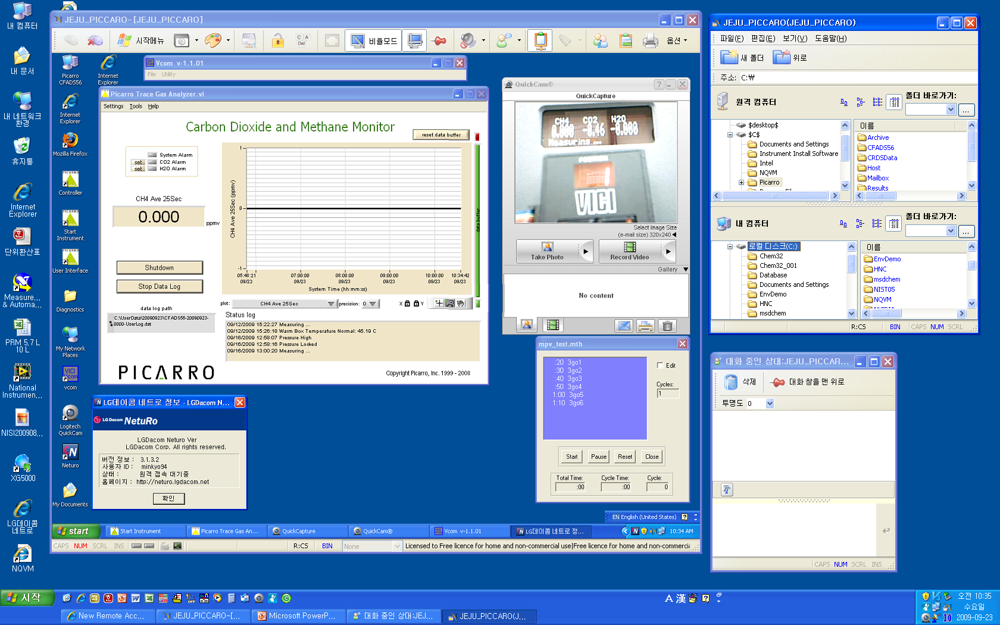 내 컴퓨터
내 문서
내 네트워크
환경
휴지통
Internet
Explorer
단위환산표
Measure...
& Automa...
PRM 5,7 L
10 L
National
Instrumen...
NISI200908...
XG5000
LG데이콤
네트로
NQVM
JEJU_PICCARO-[JEJU_PICCARO]
시작메뉴
C A
Del
비율모드
옵션
Picarro
CFADS56
Internet
Explorer
Internet
Explorer
Mozilla Firefox
PICARRO
Controller
PICARRO
Start
Instrument
PICARRO
User Interface
Diagnostics
My Network
Places
VICI
Vcom
vcom
Logitech
QuickCam
Neturo
My Documents
Vcom v-1.1.01
File Utility
Picarro Trace Gas Analyzer.vi
Settings Tools Help
Carbon Dioxide and Methane Monitor
reset data buffer
System Alarm
set CO2 Alarm
set H2O Alarm
CH4 Ave 25Sec
0.000
ppmv
Shutdown
Stop Data Log
data log path
C:\UserData\20090923\CFADS56-20090923-
0000-UserLog.dat
CH4 Ave 25Sec (ppmv)
1
0
-1
05:48:21 07:00:00 08:00:00 09:00:00 10:00:00 10:34:42
09/23 09/23 09/23 09/23 09/23 09/23
System Time (hh:mm:ss)
data buffer
plot: CH4 Ave 25Sec precision: 0 X Y
Status log
09/12/2009 15:22:27 Measuring ...
09/12/2009 15:26:18 Warm Box Temperature Normal: 45.19 C
09/16/2009 12:58:07 Pressure High
09/16/2009 12:58:16 Pressure Locked
09/16/2009 13:00:20 Measuring ...
PICARRO
Copyright Picarro, Inc. 1999 - 2008
LG데이콤 네트로 정보 - LGDacom N...
LG Dacom NetuRo
LGDacom Neturo Ver
LGDacom Corp. All rights reserved.
버전 정보 : 3.1.3.2
사용자 ID : minkyo94
상태 : 원격 접속 대기중
홈페이지 : http://neturo.lgdacom.net
확인
QuickCam®
QuickCapture
CH4 CO2 H2O
0.000 -0.46 -0.000
Measuring ...
1
VICI
Select Image Size
(e-mail size) 320x240
Take Photo
Record Video
Gallery
No content
mpv_test.mth
:20 3go1
:30 3go2
:40 3go3
:50 3go4
1:00 3go5
1:10 3go6
Edit
Cycles:
1
Start Pause Reset Close
Total Time: Cycle Time: Cycle:
:00 :00 0
EN English (United States)
start
Start Instrument
Picarro Trace Gas An...
QuickCapture
QuickCam®
Vcom v-1.1.01
LG데이콤 네트로 정...
10:34 AM
CAPS NUM SCRL INS
R:CS BIN None
Licensed to Free licence for home and non-commercial use|Free licence for home and non-commercia
JEJU_PICCARO(JEJU_PICCARO)
파일(F) 편집(E) 보기(V) 도움말(H)
새 폴더 위로
주소: C:₩
원격 컴퓨터
폴더 바로가기:
...
$desktop$
$C$
Documents and Settings
Instrument Install Software
Intel
NQVM
Picarro
이름
Archive
CFADS56
CRDSData
Host
Mailbox
Results
내 컴퓨터
폴더 바로가기:
...
로컬 디스크(C:)
Chem32
Chem32_001
Database
Documents and Settings
EnvDemo
HNC
msdchem
이름
EnvDemo
HNC
msdchem
NIST05
NQVM
R:CS BIN CAPS NUM SCRL
대화 중인 상대:JEJU_PICCAR...
삭제 대화 창을 맨 위로
투명도 0
CAPS NUM SCRL INS
시작
A 漢
New Remote Acc...
JEJU_PICCARO-[...
Microsoft PowerP...
대화 중인 상대:JEJ...
JEJU_PICCARO(J...
오전 10:35
수요일
2009-09-23